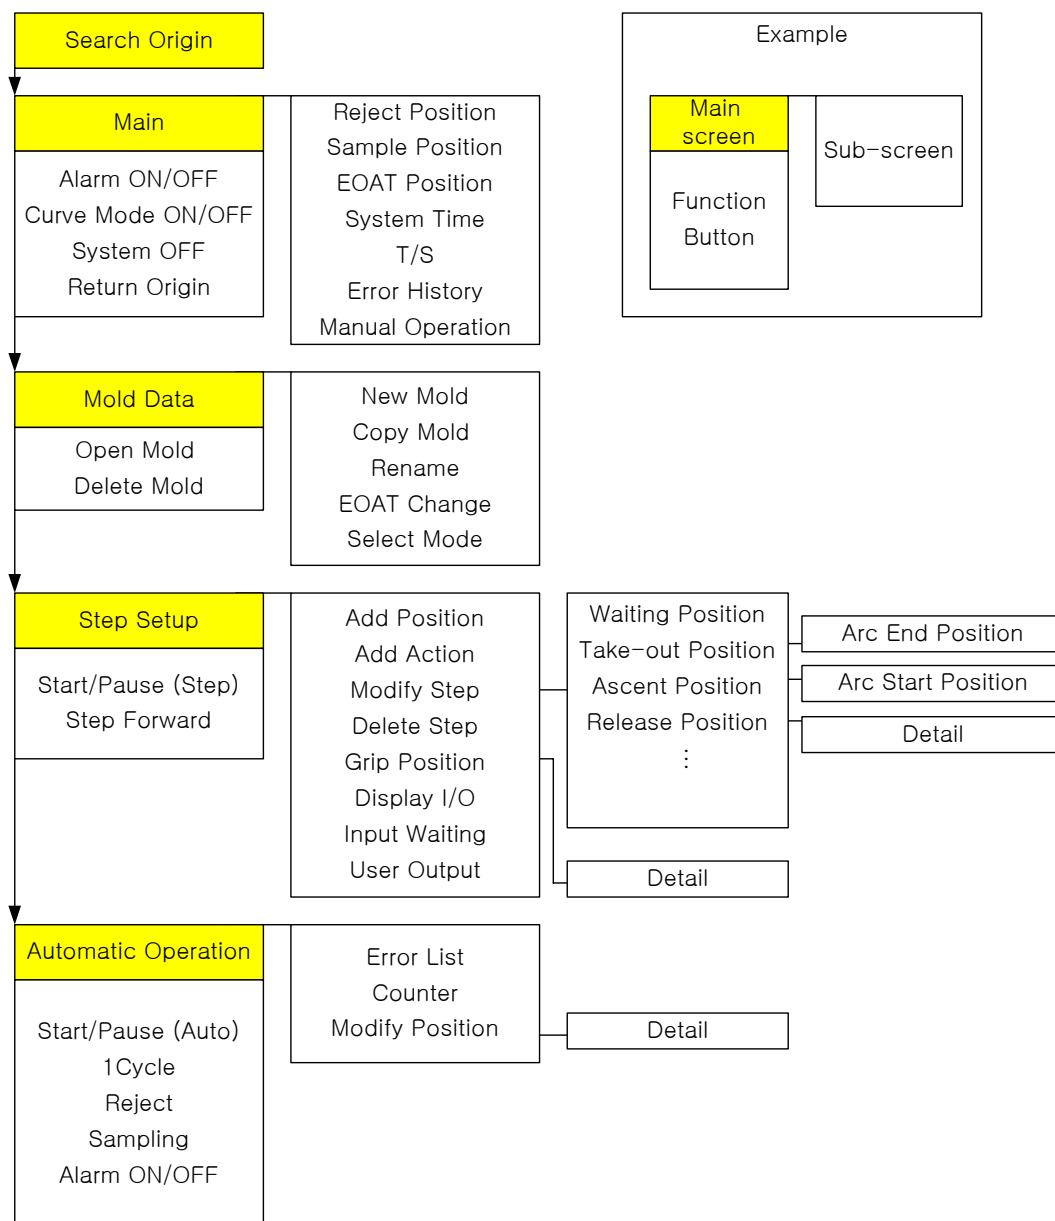 Search Origin
Example
Main
screen
Sub-screen
Function
Button
Main
Alarm ON/OFF
Curve Mode ON/OFF
System OFF
Return Origin
Reject Position
Sample Position
EOAT Position
System Time
T/S
Error History
Manual Operation
Mold Data
Open Mold
Delete Mold
New Mold
Copy Mold
Rename
EOAT Change
Select Mode
Step Setup
Start/Pause (Step)
Step Forward
Add Position
Add Action
Modify Step
Delete Step
Grip Position
Display I/O
Input Waiting
User Output
Waiting Position
Take-out Position
Ascent Position
Release Position
⋮
Arc End Position
Arc Start Position
Detail
Detail
Automatic Operation
Start/Pause (Auto)
1Cycle
Reject
Sampling
Alarm ON/OFF
Error List
Counter
Modify Position
Detail